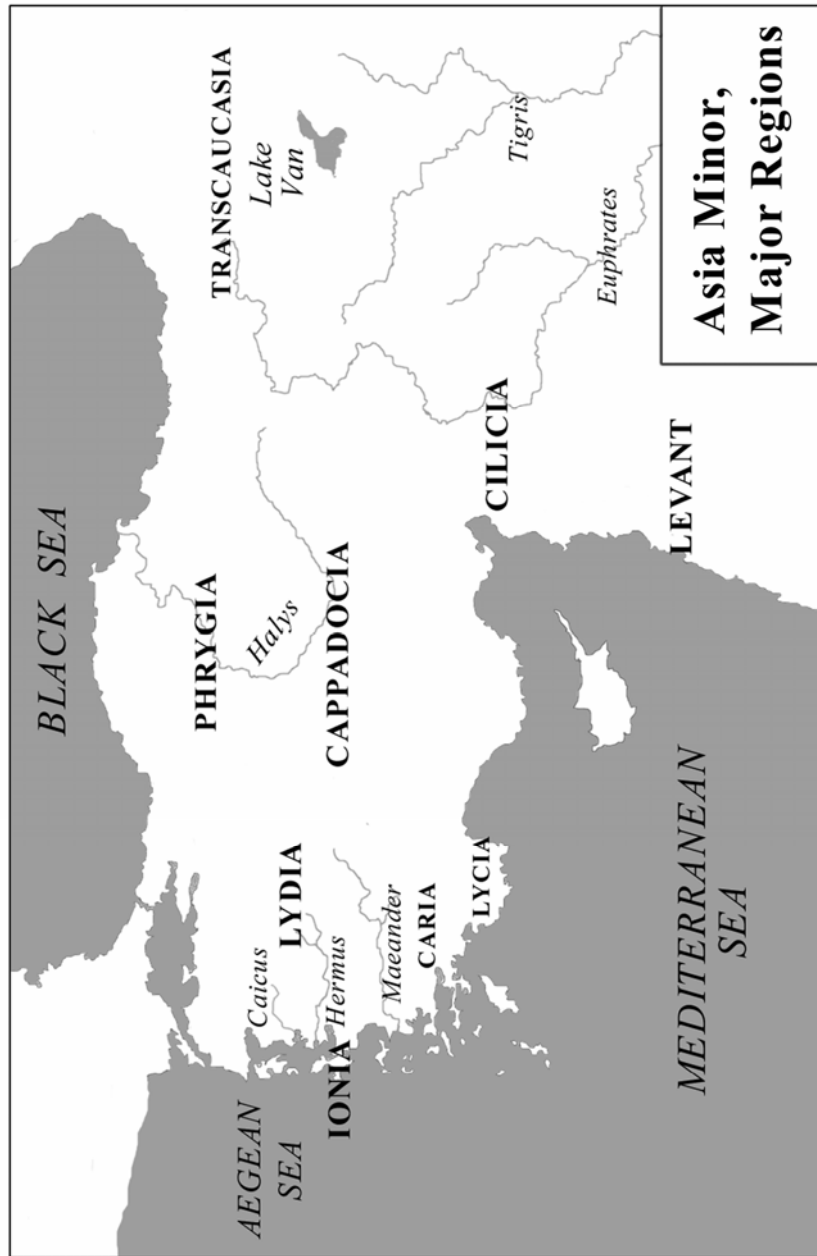 BLACK SEA
TRANSCAUCASIA
Lake
Van
PHRYGIA
Halys
CAPPADOCIA
Tigris
Euphrates
CILICIA
LEVANT
Caicus
LYDIA
Hermus
Maeander
CARIA
LYCIA
IONIA
AEGEAN
SEA
MEDITERRANEAN
SEA
Asia Minor,
Major Regions